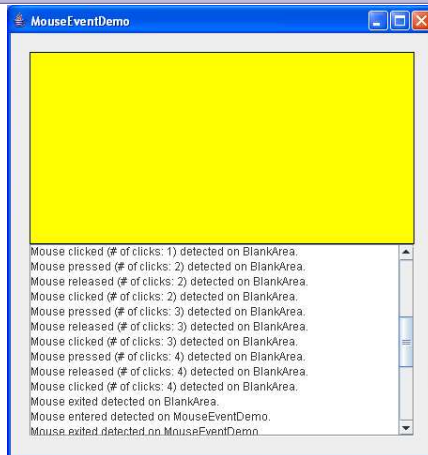 MouseEventDemo
Mouse clicked (# of clicks: 1) detected on BlankArea.
Mouse pressed (# of clicks: 2) detected on BlankArea.
Mouse released (# of clicks: 2) detected on BlankArea.
Mouse clicked (# of clicks: 2) detected on BlankArea.
Mouse pressed (# of clicks: 3) detected on BlankArea.
Mouse released (# of clicks: 3) detected on BlankArea.
Mouse clicked (# of clicks: 3) detected on BlankArea.
Mouse pressed (# of clicks: 4) detected on BlankArea.
Mouse released (# of clicks: 4) detected on BlankArea.
Mouse clicked (# of clicks: 4) detected on BlankArea.
Mouse exited detected on BlankArea.
Mouse entered detected on MouseEventDemo.
Mouse exited detected on MouseEventDemo.